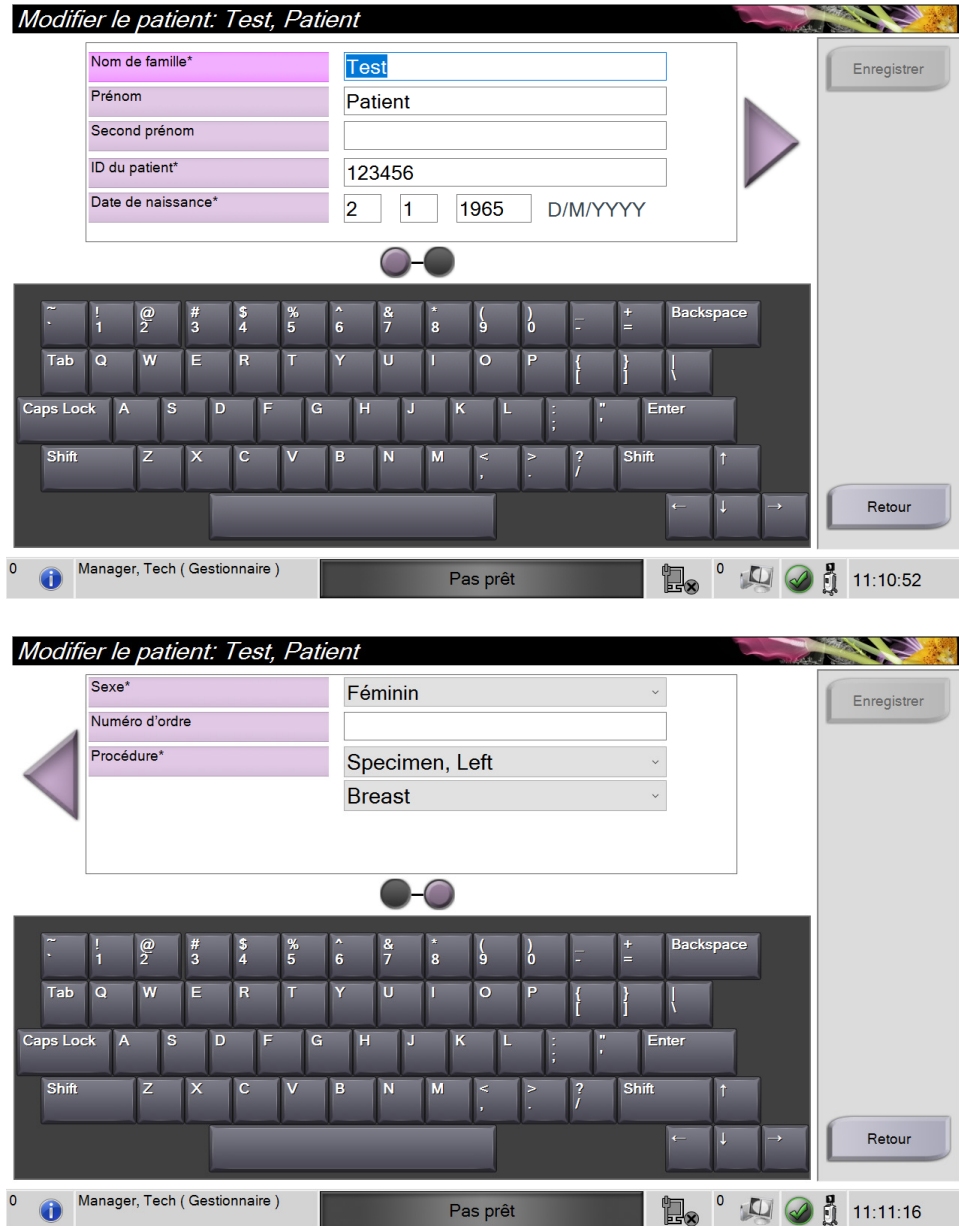 Modifier le patient: Test, Patient
Nom de famille* Test
Prénom Patient
Second prénom
ID du patient* 123456
Date de naissance* 2 1 1965 D/M/YYYY
Enregistrer
~ ! @ # $ % ^ & * ( ) _ + Backspace
` 1 2 3 4 5 6 7 8 9 0 - =
Tab Q W E R T Y U I O P { } |
[ ] \
Caps Lock A S D F G H J K L : " Enter
; '
Shift Z X C V B N M < > ? Shift ↑
, . /
← ↓ →
Retour
0 Manager, Tech ( Gestionnaire ) Pas prêt 0 11:10:52
Modifier le patient: Test, Patient
Sexe* Féminin
Numéro d'ordre
Procédure* Specimen, Left
Breast
Enregistrer
~ ! @ # $ % ^ & * ( ) _ + Backspace
` 1 2 3 4 5 6 7 8 9 0 - =
Tab Q W E R T Y U I O P { } |
[ ] \
Caps Lock A S D F G H J K L : " Enter
; '
Shift Z X C V B N M < > ? Shift ↑
, . /
← ↓ →
Retour
0 Manager, Tech ( Gestionnaire ) Pas prêt 0 11:11:16